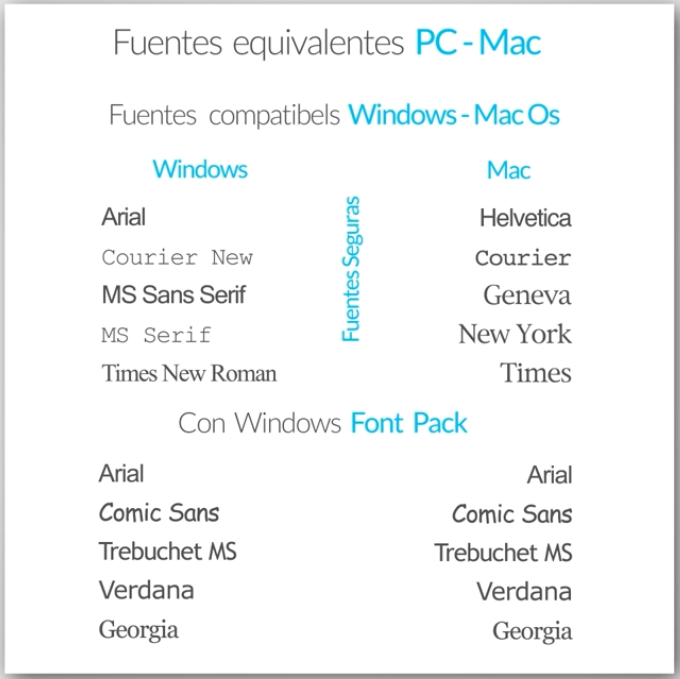 Fuentes equivalentes PC - Mac
Fuentes compatibels Windows - Mac Os
Windows Mac
Fuentes Seguras
Arial Helvetica
Courier New Courier
MS Sans Serif Geneva
MS Serif New York
Times New Roman Times
Con Windows Font Pack
Arial Arial
Comic Sans Comic Sans
Trebuchet MS Trebuchet MS
Verdana Verdana
Georgia Georgia